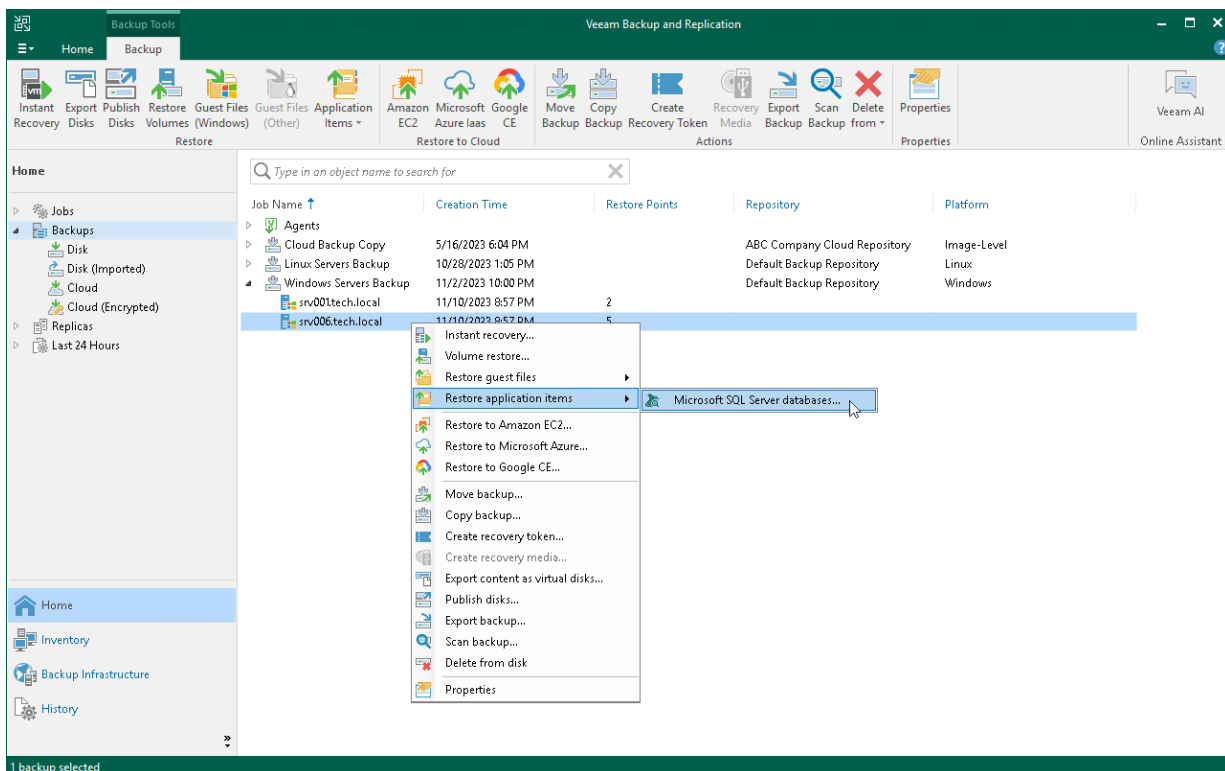 Backup Tools
Veeam Backup and Replication
Home
Backup
Instant Recovery
Export Disks
Publish Disks
Restore Volumes
Guest Files (Windows)
Guest Files (Other)
Application Items
Restore
Amazon EC2
Microsoft Azure Iaas
Google CE
Restore to Cloud
Move Backup
Copy Backup
Create Recovery Token
Recovery Media
Export Backup
Scan Backup
Delete from
Actions
Properties
Properties
Veeam AI
Online Assistant
Home
Jobs
Backups
Disk
Disk (Imported)
Cloud
Cloud (Encrypted)
Replicas
Last 24 Hours
Type in an object name to search for
Job Name Creation Time Restore Points Repository Platform
Agents
Cloud Backup Copy 5/16/2023 6:04 PM ABC Company Cloud Repository Image-Level
Linux Servers Backup 10/28/2023 1:05 PM Default Backup Repository Linux
Windows Servers Backup 11/2/2023 10:00 PM Default Backup Repository Windows
srv001.tech.local 11/10/2023 8:57 PM 2
srv006.tech.local 11/10/2023 8:57 PM 5
Instant recovery...
Volume restore...
Restore guest files
Restore application items
Microsoft SQL Server databases...
Restore to Amazon EC2...
Restore to Microsoft Azure...
Restore to Google CE...
Move backup...
Copy backup...
Create recovery token...
Create recovery media...
Export content as virtual disks...
Publish disks...
Export backup...
Scan backup...
Delete from disk
Properties
Home
Inventory
Backup Infrastructure
History
1 backup selected